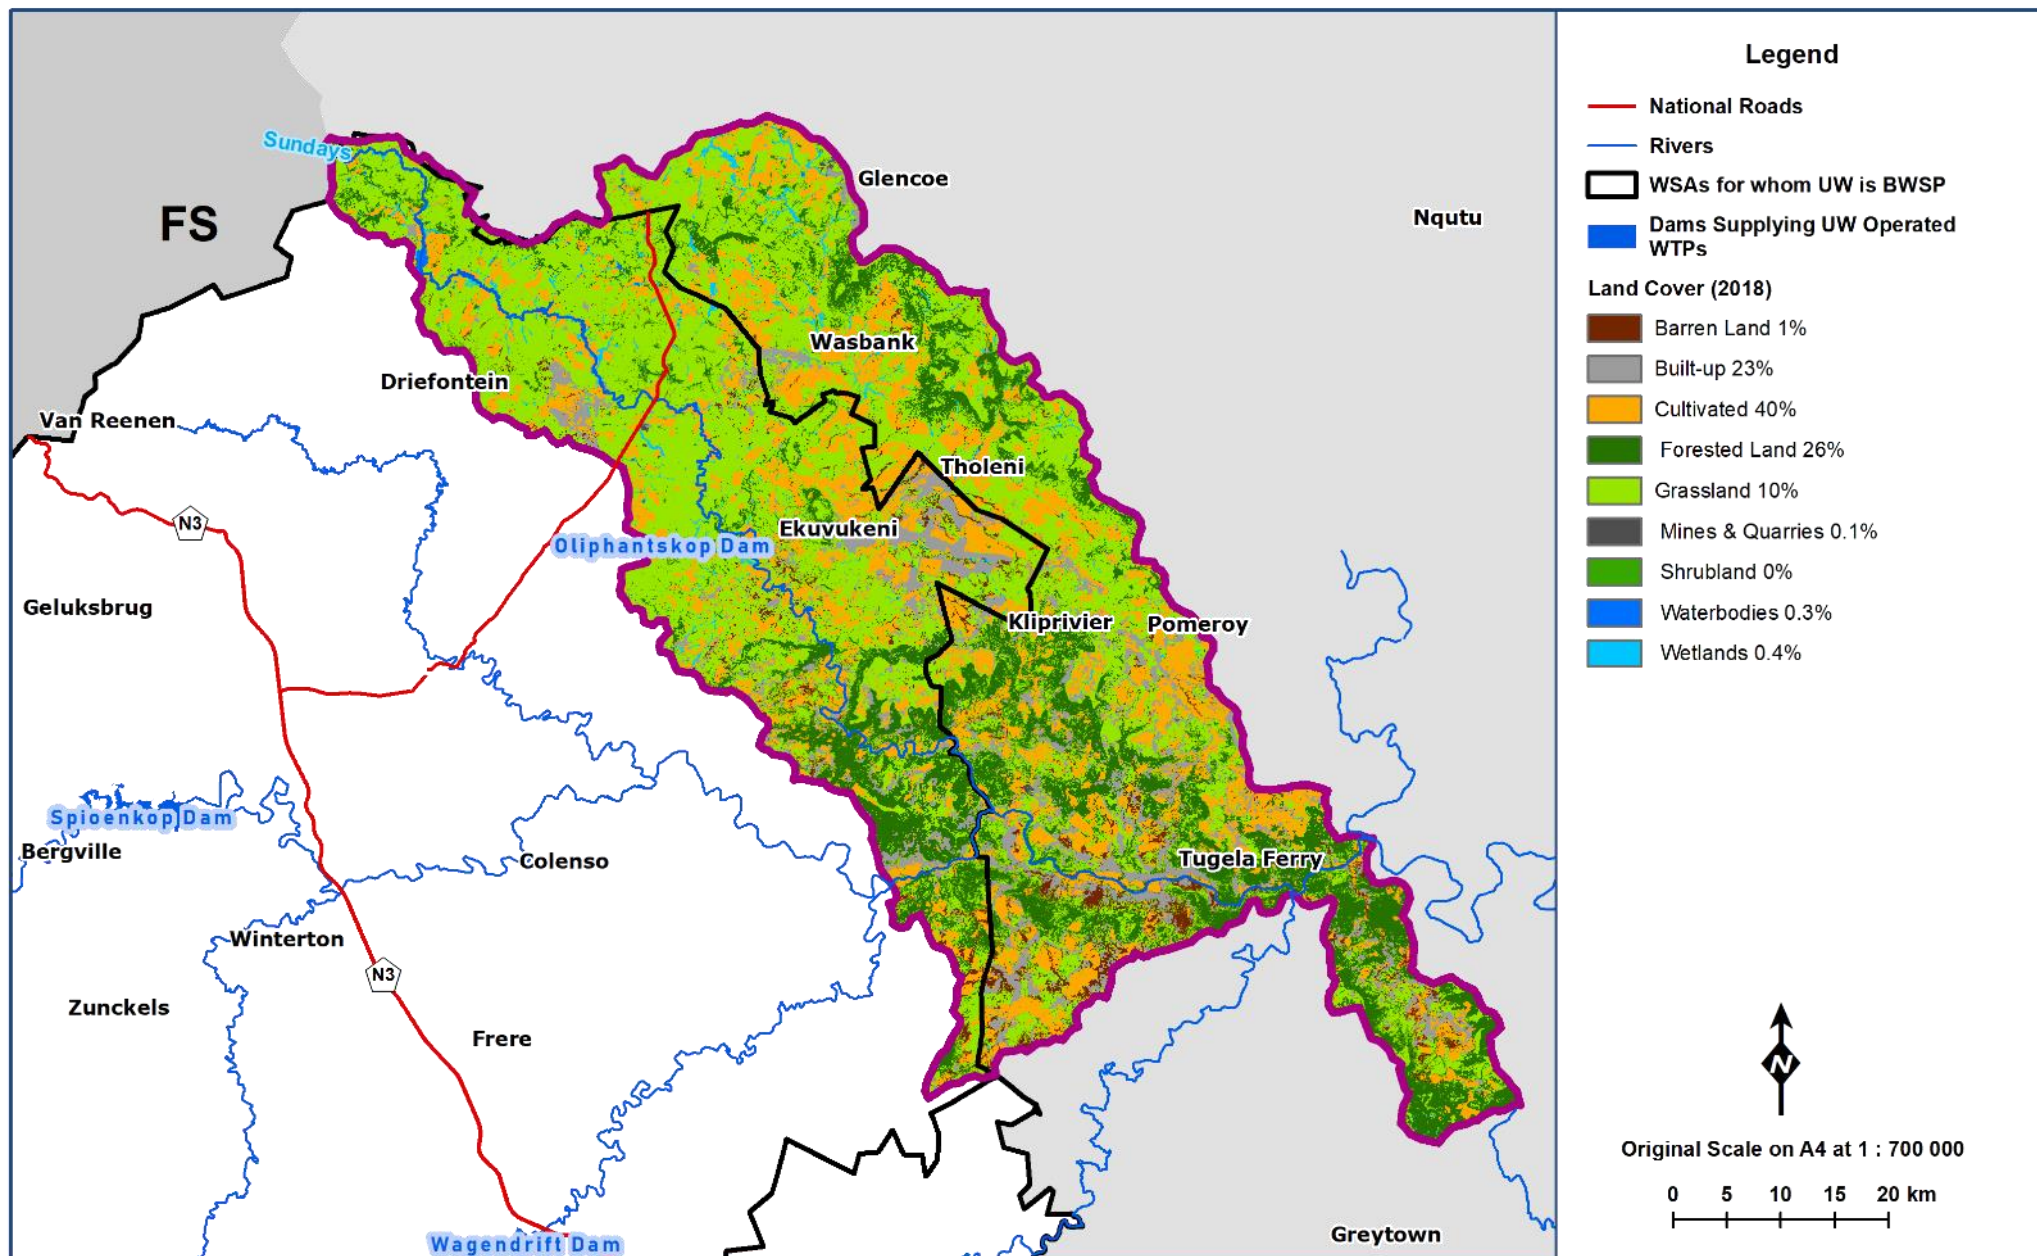 Sundays
FS
Glencoe
Nqutu
Wasbank
Driefontein
Van Reenen
Tholeni
N3
Ekuvukeni
Oliphantskop Dam
Geluksbrug
Kliprivier
Pomeroy
Spioenkop Dam
Bergville
Colenso
Tugela Ferry
Winterton
N3
Zunckels
Frere
Wagendrift Dam
Greytown
Legend
National Roads
Rivers
WSAs for whom UW is BWSP
Dams Supplying UW Operated
WTPs
Land Cover (2018)
Barren Land 1%
Built-up 23%
Cultivated 40%
Forested Land 26%
Grassland 10%
Mines & Quarries 0.1%
Shrubland 0%
Waterbodies 0.3%
Wetlands 0.4%
N
Original Scale on A4 at 1 : 700 000
0 5 10 15 20 km